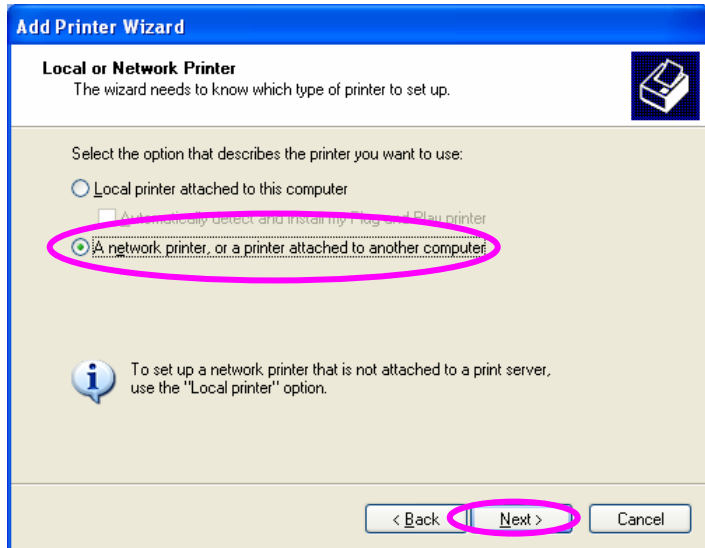 Add Printer Wizard
Local or Network Printer
The wizard needs to know which type of printer to set up.
Select the option that describes the printer you want to use:
Local printer attached to this computer
Automatically detect and install my Plug and Play printer
A network printer, or a printer attached to another computer
To set up a network printer that is not attached to a print server,
use the "Local printer" option.
< Back Next > Cancel